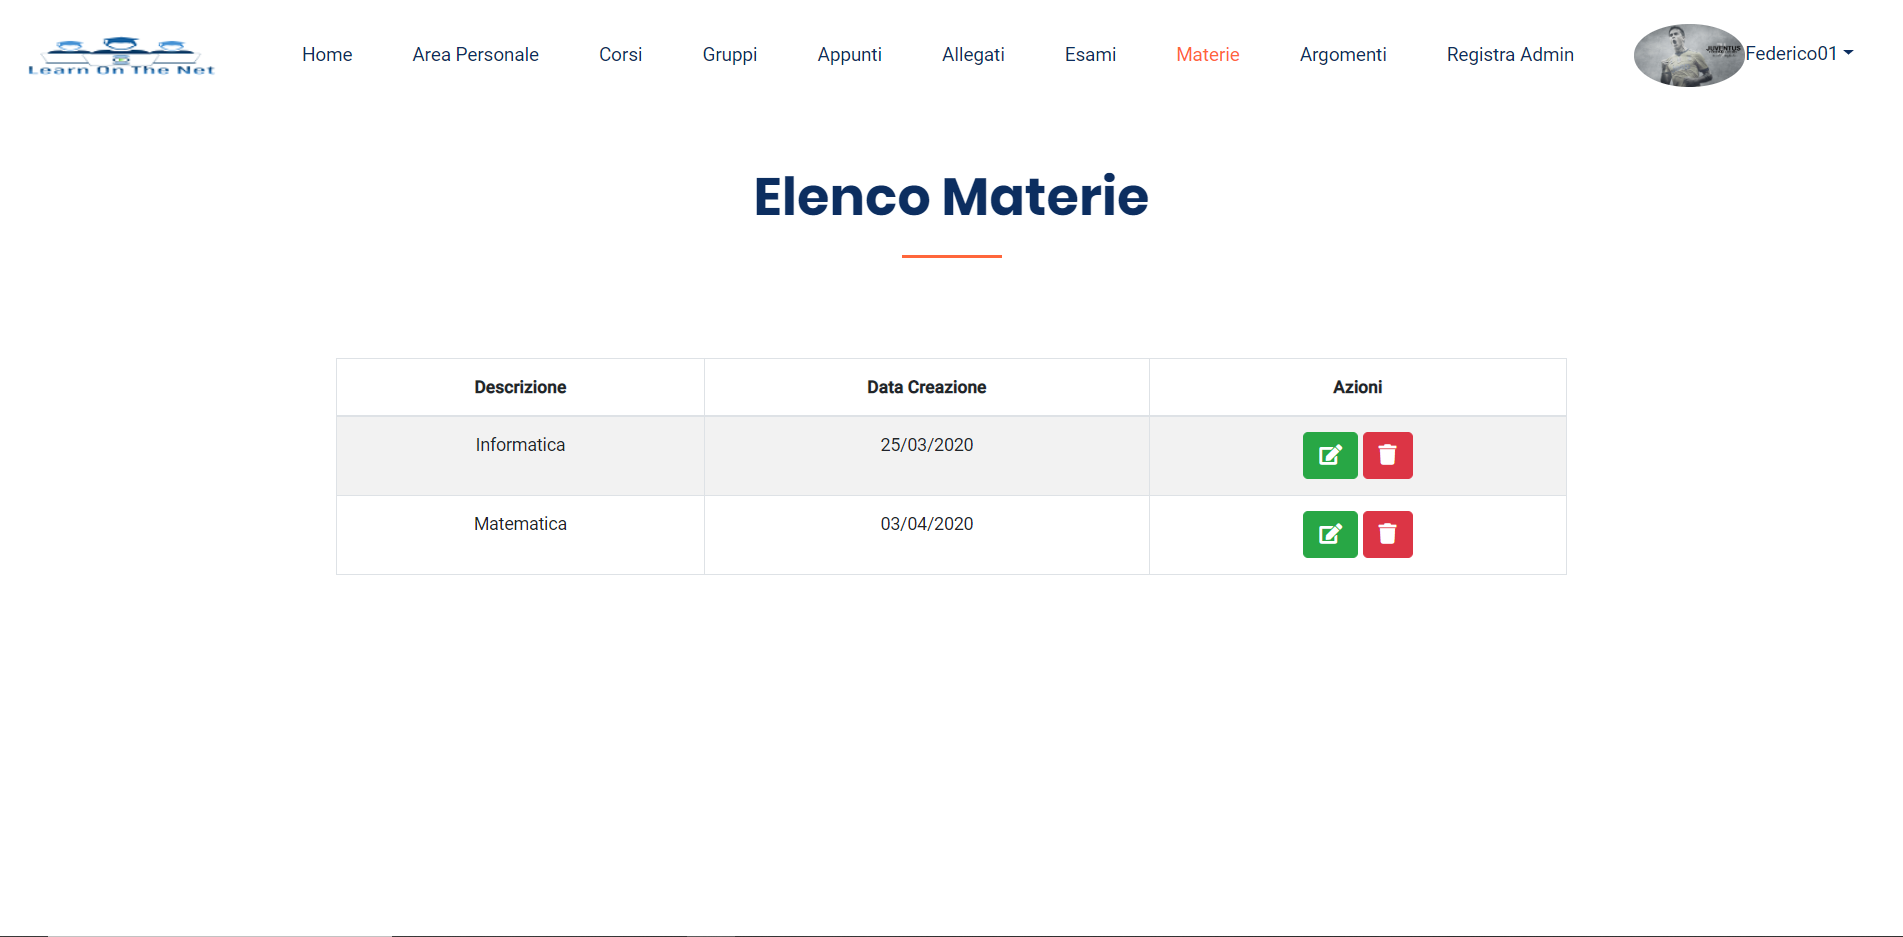 Learn On The Net
Home Area Personale Corsi Gruppi Appunti Allegati Esami Materie Argomenti Registra Admin JUVENTUS Federico01
Elenco Materie
Descrizione Data Creazione Azioni
Informatica 25/03/2020
Matematica 03/04/2020